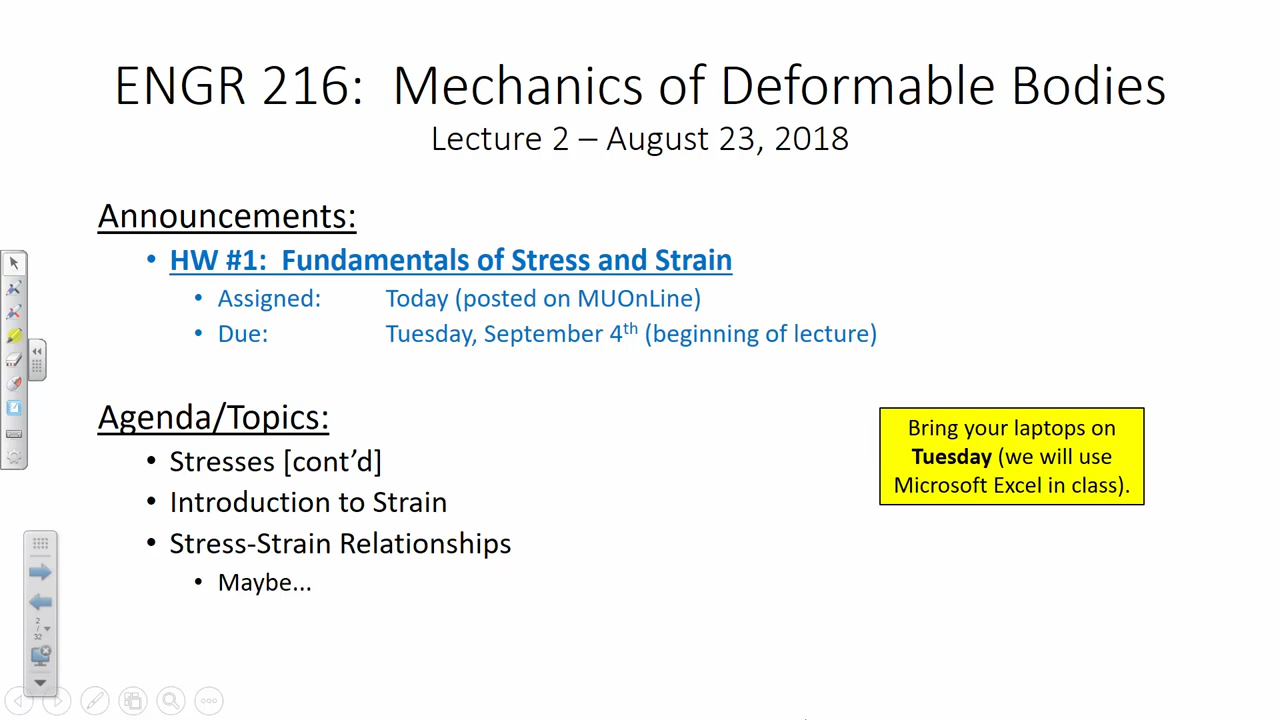 ENGR 216:  Mechanics of Deformable Bodies
Lecture 2 – August 23, 2018
Announcements:
• HW #1:  Fundamentals of Stress and Strain
• Assigned: Today (posted on MUOnLine)
• Due: Tuesday, September 4th (beginning of lecture)
Agenda/Topics:
• Stresses [cont’d]
• Introduction to Strain
• Stress-Strain Relationships
• Maybe...
Bring your laptops on
Tuesday (we will use
Microsoft Excel in class).
2
/
32